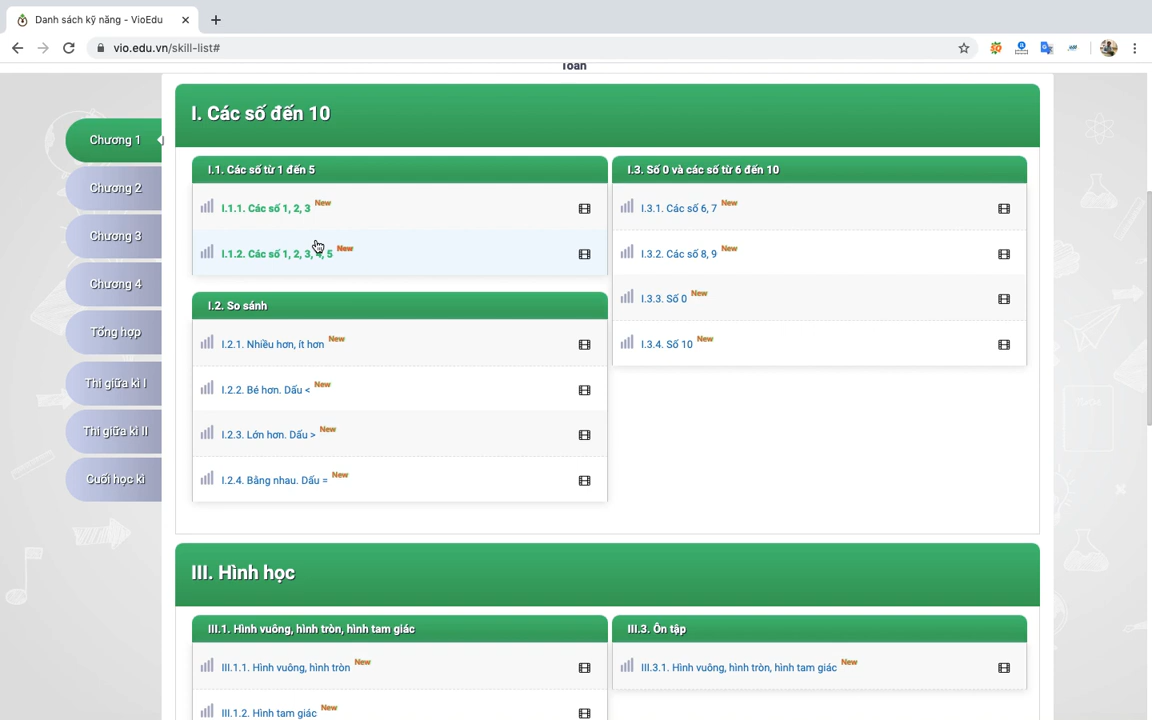 Danh sách kỹ năng - VioEdu
vio.edu.vn/skill-list#
Toán
Chương 1
Chương 2
Chương 3
Chương 4
Tổng hợp
Thi giữa kì I
Thi giữa kì II
Cuối học kì
I. Các số đến 10
I.1. Các số từ 1 đến 5
I.1.1. Các số 1, 2, 3 New
I.1.2. Các số 1, 2, 3, 4, 5 New
I.2. So sánh
I.2.1. Nhiều hơn, ít hơn New
I.2.2. Bé hơn. Dấu < New
I.2.3. Lớn hơn. Dấu > New
I.2.4. Bằng nhau. Dấu = New
I.3. Số 0 và các số từ 6 đến 10
I.3.1. Các số 6, 7 New
I.3.2. Các số 8, 9 New
I.3.3. Số 0 New
I.3.4. Số 10 New
III. Hình học
III.1. Hình vuông, hình tròn, hình tam giác
III.1.1. Hình vuông, hình tròn New
III.1.2. Hình tam giác New
III.3. Ôn tập
III.3.1. Hình vuông, hình tròn, hình tam giác New